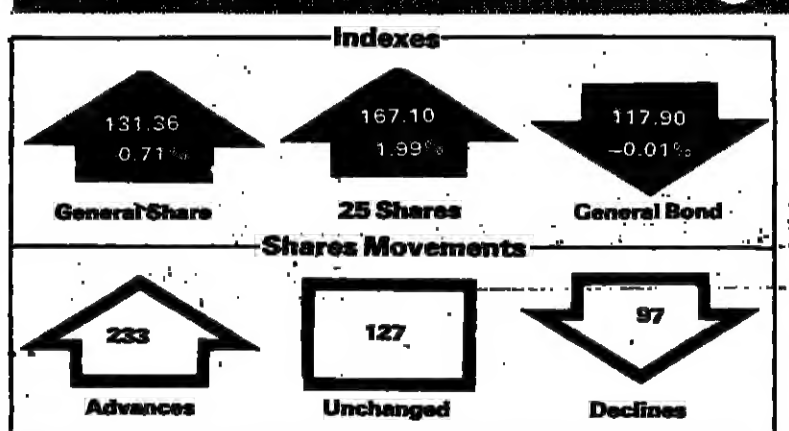 Indexes
131.36 167.10 117.90
0.71% 1.99% -0.01%
General Share 25 Shares General Bond
Shares Movements
233 127 97
Advances Unchanged Declines